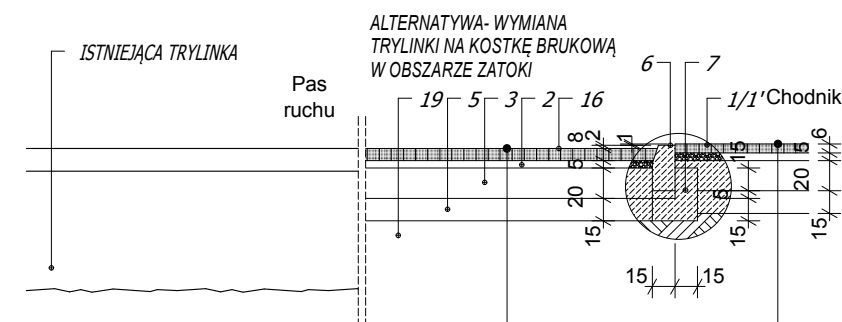 ALTERNATYWA- WYMIANA
TRYLINKI NA KOSTKĘ BRUKOWĄ
W OBSZARZE ZATOKI
ISTNIEJĄCA TRYLINKA
Pas
ruchu
19 5 3 2 16
6 7
1/1' Chodnik
8
2
1
5
20
15
15
5
15
6
5
20
15
15 15